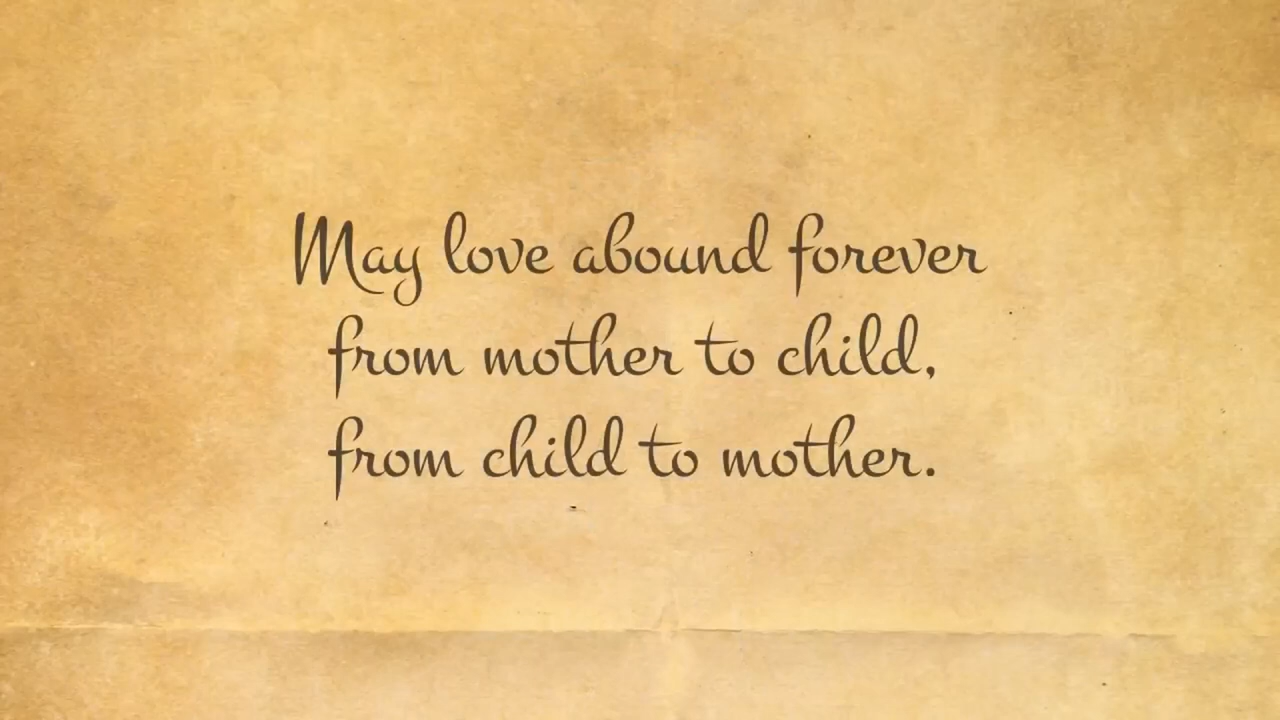 May love abound forever
from mother to child,
from child to mother.